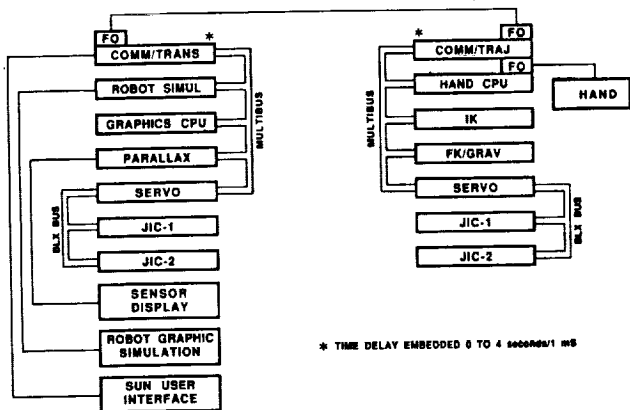 FO
COMM/TRANS
*
ROBOT SIMUL
GRAPHICS CPU
PARALLAX
SERVO
JIC-1
JIC-2
SENSOR
DISPLAY
ROBOT GRAPHIC
SIMULATION
SUN USER
INTERFACE
MULTIBUS
BLX BUS
*
FO
COMM/TRAJ
FO
HAND CPU
HAND
IK
FK/GRAV
SERVO
JIC-1
JIC-2
MULTIBUS
BLX BUS
* TIME DELAY EMBEDDED 0 TO 4 seconds/1 mS